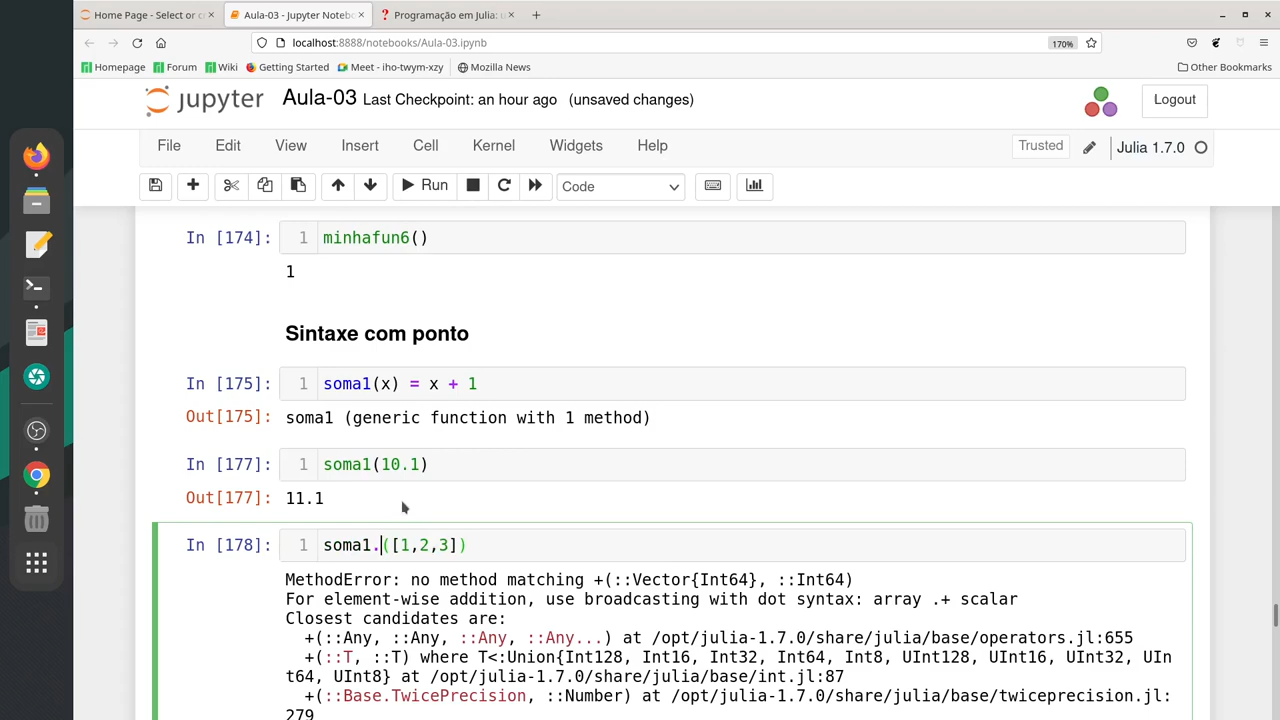 Home Page - Select or c
Aula-03 - Jupyter Noteb
Programação em Julia: u
localhost:8888/notebooks/Aula-03.ipynb
170%
Homepage
Forum
Wiki
Getting Started
Meet - iho-twym-xzy
Mozilla News
Other Bookmarks
jupyter
Aula-03 Last Checkpoint: an hour ago (unsaved changes)
Logout
File Edit View Insert Cell Kernel Widgets Help
Trusted
Julia 1.7.0
Run
Code
In [174]: 1 minhafun6()
1
Sintaxe com ponto
In [175]: 1 soma1(x) = x + 1
Out[175]: soma1 (generic function with 1 method)
In [177]: 1 soma1(10.1)
Out[177]: 11.1
In [178]: 1 soma1.([1,2,3])
MethodError: no method matching +(::Vector{Int64}, ::Int64)
For element-wise addition, use broadcasting with dot syntax: array .+ scalar
Closest candidates are:
+(::Any, ::Any, ::Any, ::Any...) at /opt/julia-1.7.0/share/julia/base/operators.jl:655
+(::T, ::T) where T<:Union{Int128, Int16, Int32, Int64, Int8, UInt128, UInt16, UInt32, UIn
t64, UInt8} at /opt/julia-1.7.0/share/julia/base/int.jl:87
+(::Base.TwicePrecision, ::Number) at /opt/julia-1.7.0/share/julia/base/twiceprecision.jl:
279